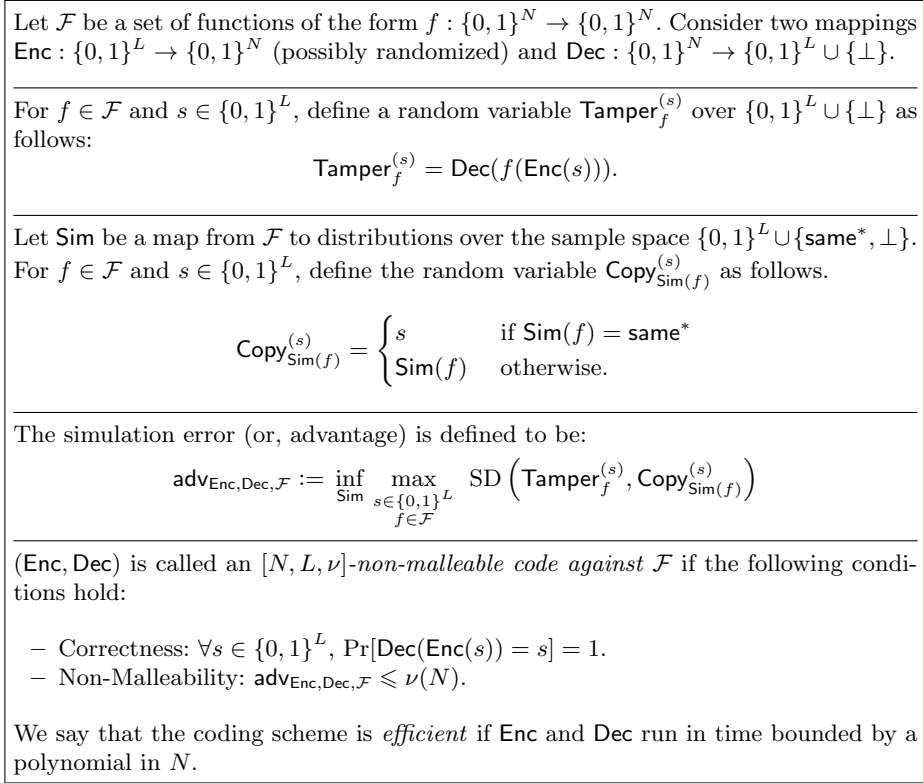 Let F be a set of functions of the form f : {0, 1}^N → {0, 1}^N. Consider two mappings
Enc : {0, 1}^L → {0, 1}^N (possibly randomized) and Dec : {0, 1}^N → {0, 1}^L ∪ {⊥}.
For f ∈ F and s ∈ {0, 1}^L, define a random variable Tamper_f^(s) over {0, 1}^L ∪ {⊥} as
follows:
Tamper_f^(s) = Dec(f(Enc(s))).
Let Sim be a map from F to distributions over the sample space {0, 1}^L ∪ {same*, ⊥}.
For f ∈ F and s ∈ {0, 1}^L, define the random variable Copy_Sim(f)^(s) as follows.
Copy_Sim(f)^(s) = { s if Sim(f) = same*
Sim(f) otherwise.
The simulation error (or, advantage) is defined to be:
adv_Enc,Dec,F := inf_Sim max_{s∈{0,1}^L f∈F} SD (Tamper_f^(s), Copy_Sim(f)^(s))
(Enc, Dec) is called an [N, L, ν]-non-malleable code against F if the following condi-
tions hold:
– Correctness: ∀s ∈ {0, 1}^L, Pr[Dec(Enc(s)) = s] = 1.
– Non-Malleability: adv_Enc,Dec,F ⩽ ν(N).
We say that the coding scheme is efficient if Enc and Dec run in time bounded by a
polynomial in N.